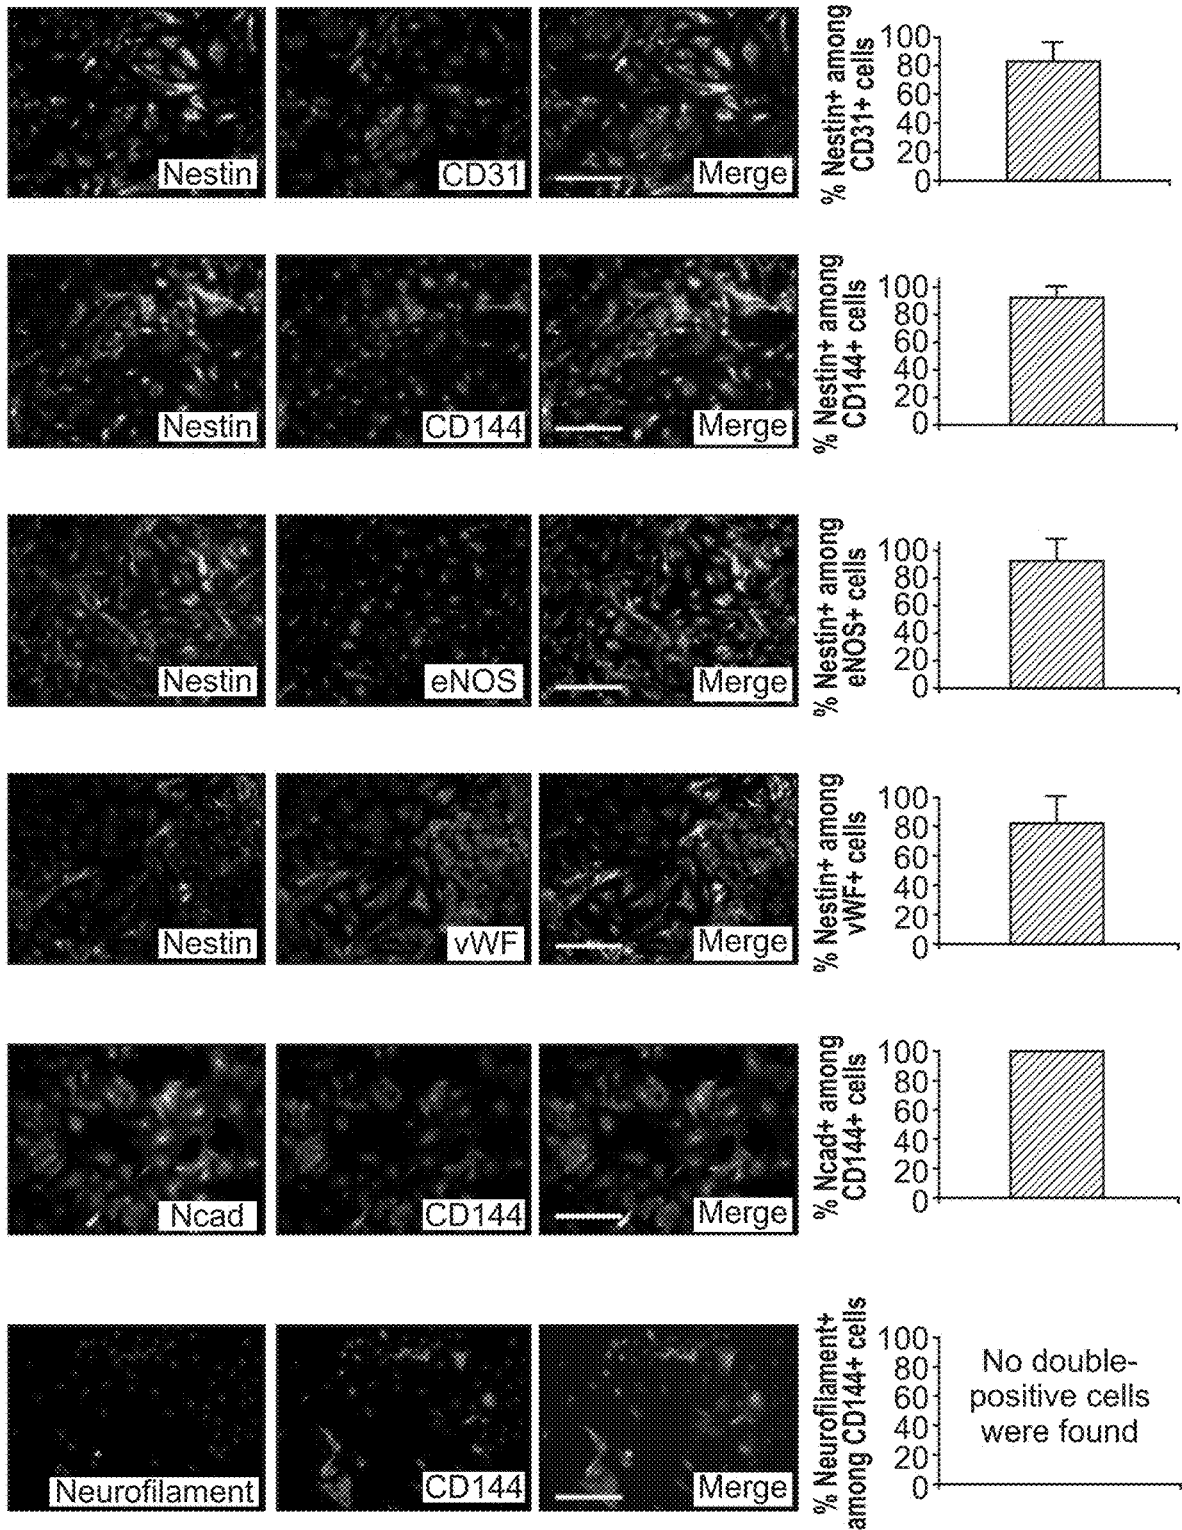 Nestin
CD31
Merge
% Nestin+ among
CD31+ cells
100
80
60
40
20
0
Nestin
CD144
Merge
% Nestin+ among
CD144+ cells
100
80
60
40
20
0
Nestin
eNOS
Merge
% Nestin+ among
eNOS+ cells
100
80
60
40
20
0
Nestin
vWF
Merge
% Nestin+ among
vWF+ cells
100
80
60
40
20
0
Ncad
CD144
Merge
% Ncad+ among
CD144+ cells
100
80
60
40
20
0
Neurofilament
CD144
Merge
% Neurofilament+
among CD144+ cells
100
80
60
40
20
0
No double-
positive cells
were found